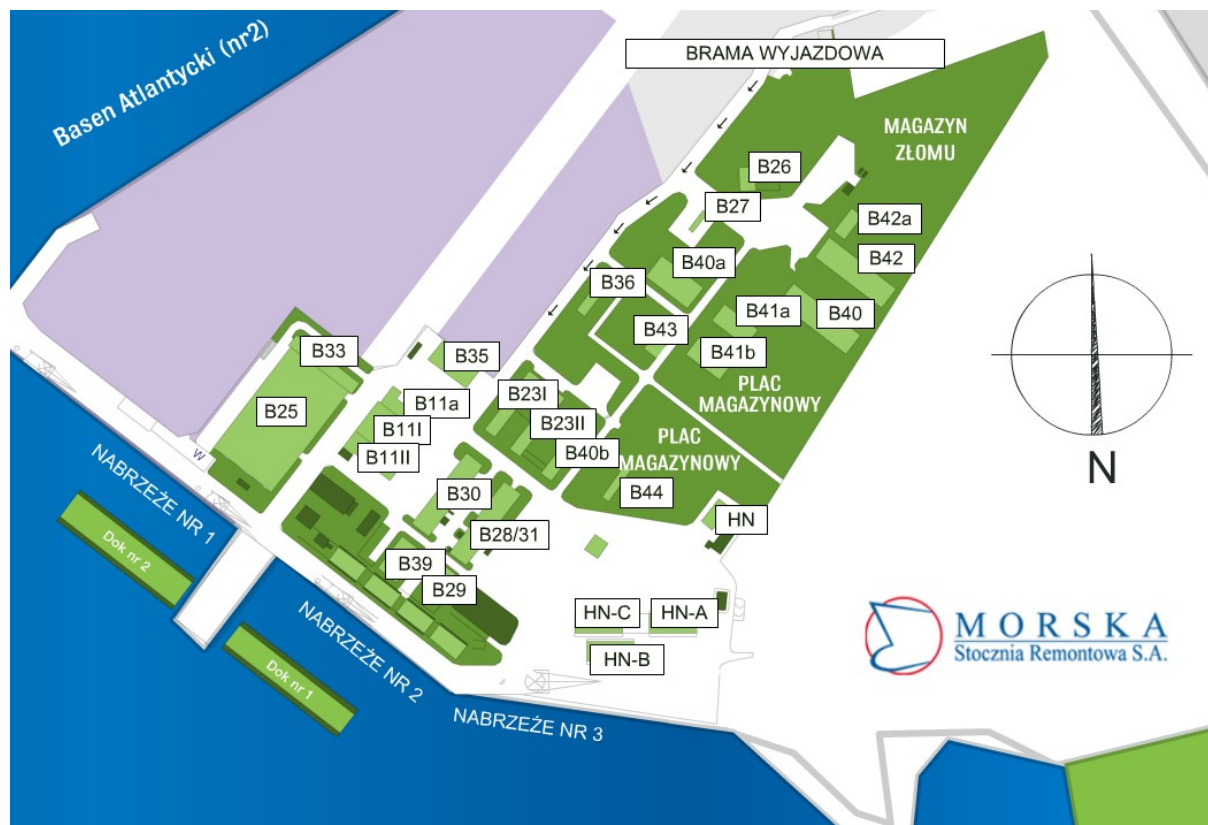 Basen Atlantycki (nr2)
BRAMA WYJAZDOWA
MAGAZYN
ZŁOMU
B26
B27
B42a
B42
B40a
B36
B41a
B40
B43
B41b
B33
B35
PLAC
MAGAZYNOWY
B25
B11a
B23I
B11I
B23II
B11II
B40b
PLAC
MAGAZYNOWY
W
B44
B30
HN
B28/31
N
NABRZEŻE NR 1
Dok nr 2
B39
B29
HN-C
HN-A
HN-B
NABRZEŻE NR 2
Dok nr 1
NABRZEŻE NR 3
MORSKA
Stocznia Remontowa S.A.